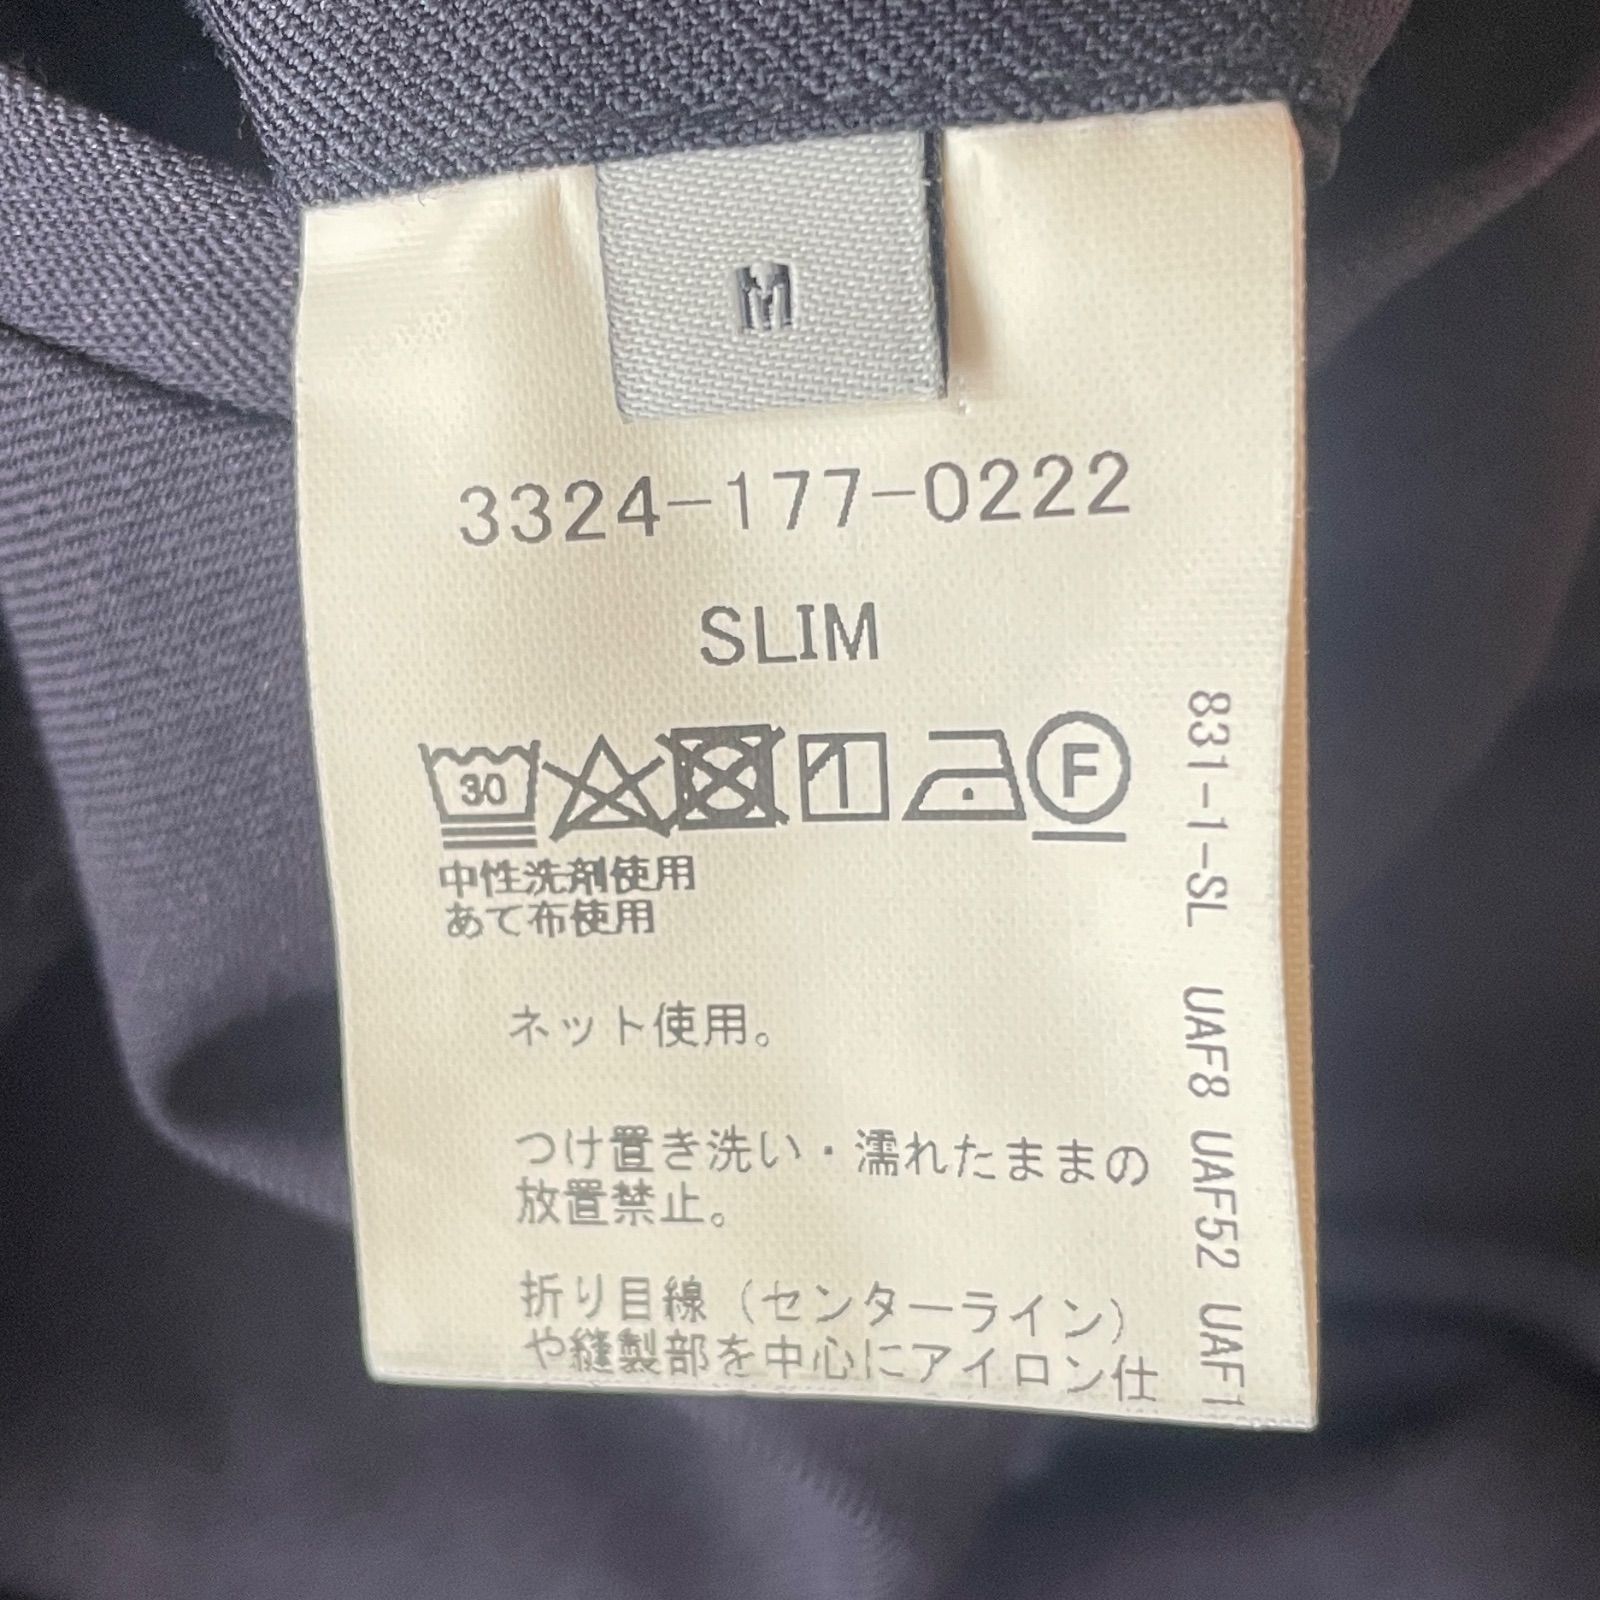 M
3324-177-0222
SLIM
30
1
F
中性洗剤使用
あて布使用
ネット使用。
つけ置き洗い・濡れたままの
放置禁止。
折り目線（センターライン）
や縫製部を中心にアイロン仕
831-1-SL UAF8 UAF52 UAF1